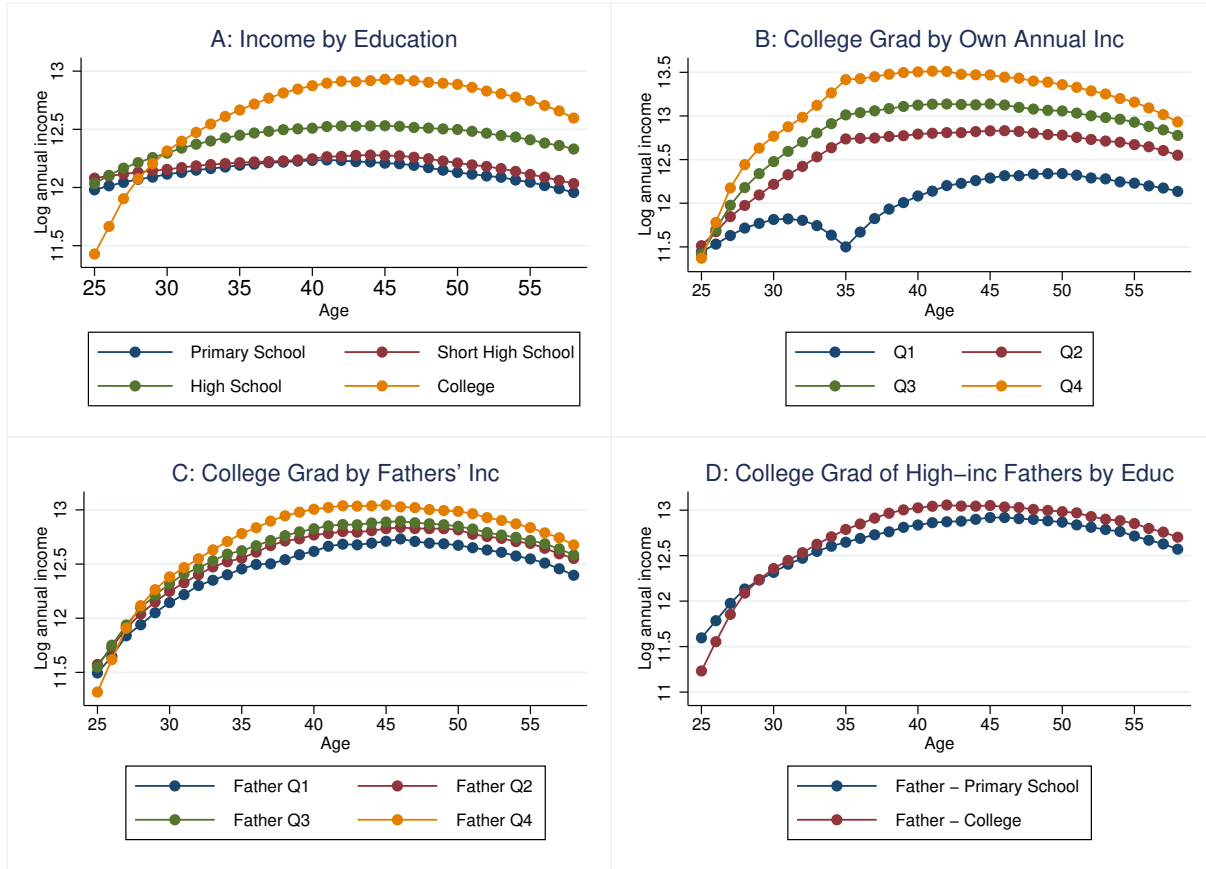 A: Income by Education
Log annual income
13
12.5
12
11.5
25 30 35 40 45 50 55
Age
Primary School Short High School
High School College
B: College Grad by Own Annual Inc
Log annual income
13.5
13
12.5
12
11.5
25 30 35 40 45 50 55
Age
Q1 Q2
Q3 Q4
C: College Grad by Fathers' Inc
Log annual income
13
12.5
12
11.5
25 30 35 40 45 50 55
Age
Father Q1 Father Q2
Father Q3 Father Q4
D: College Grad of High−inc Fathers by Educ
Log annual income
13
12.5
12
11.5
11
25 30 35 40 45 50 55
Age
Father − Primary School
Father − College